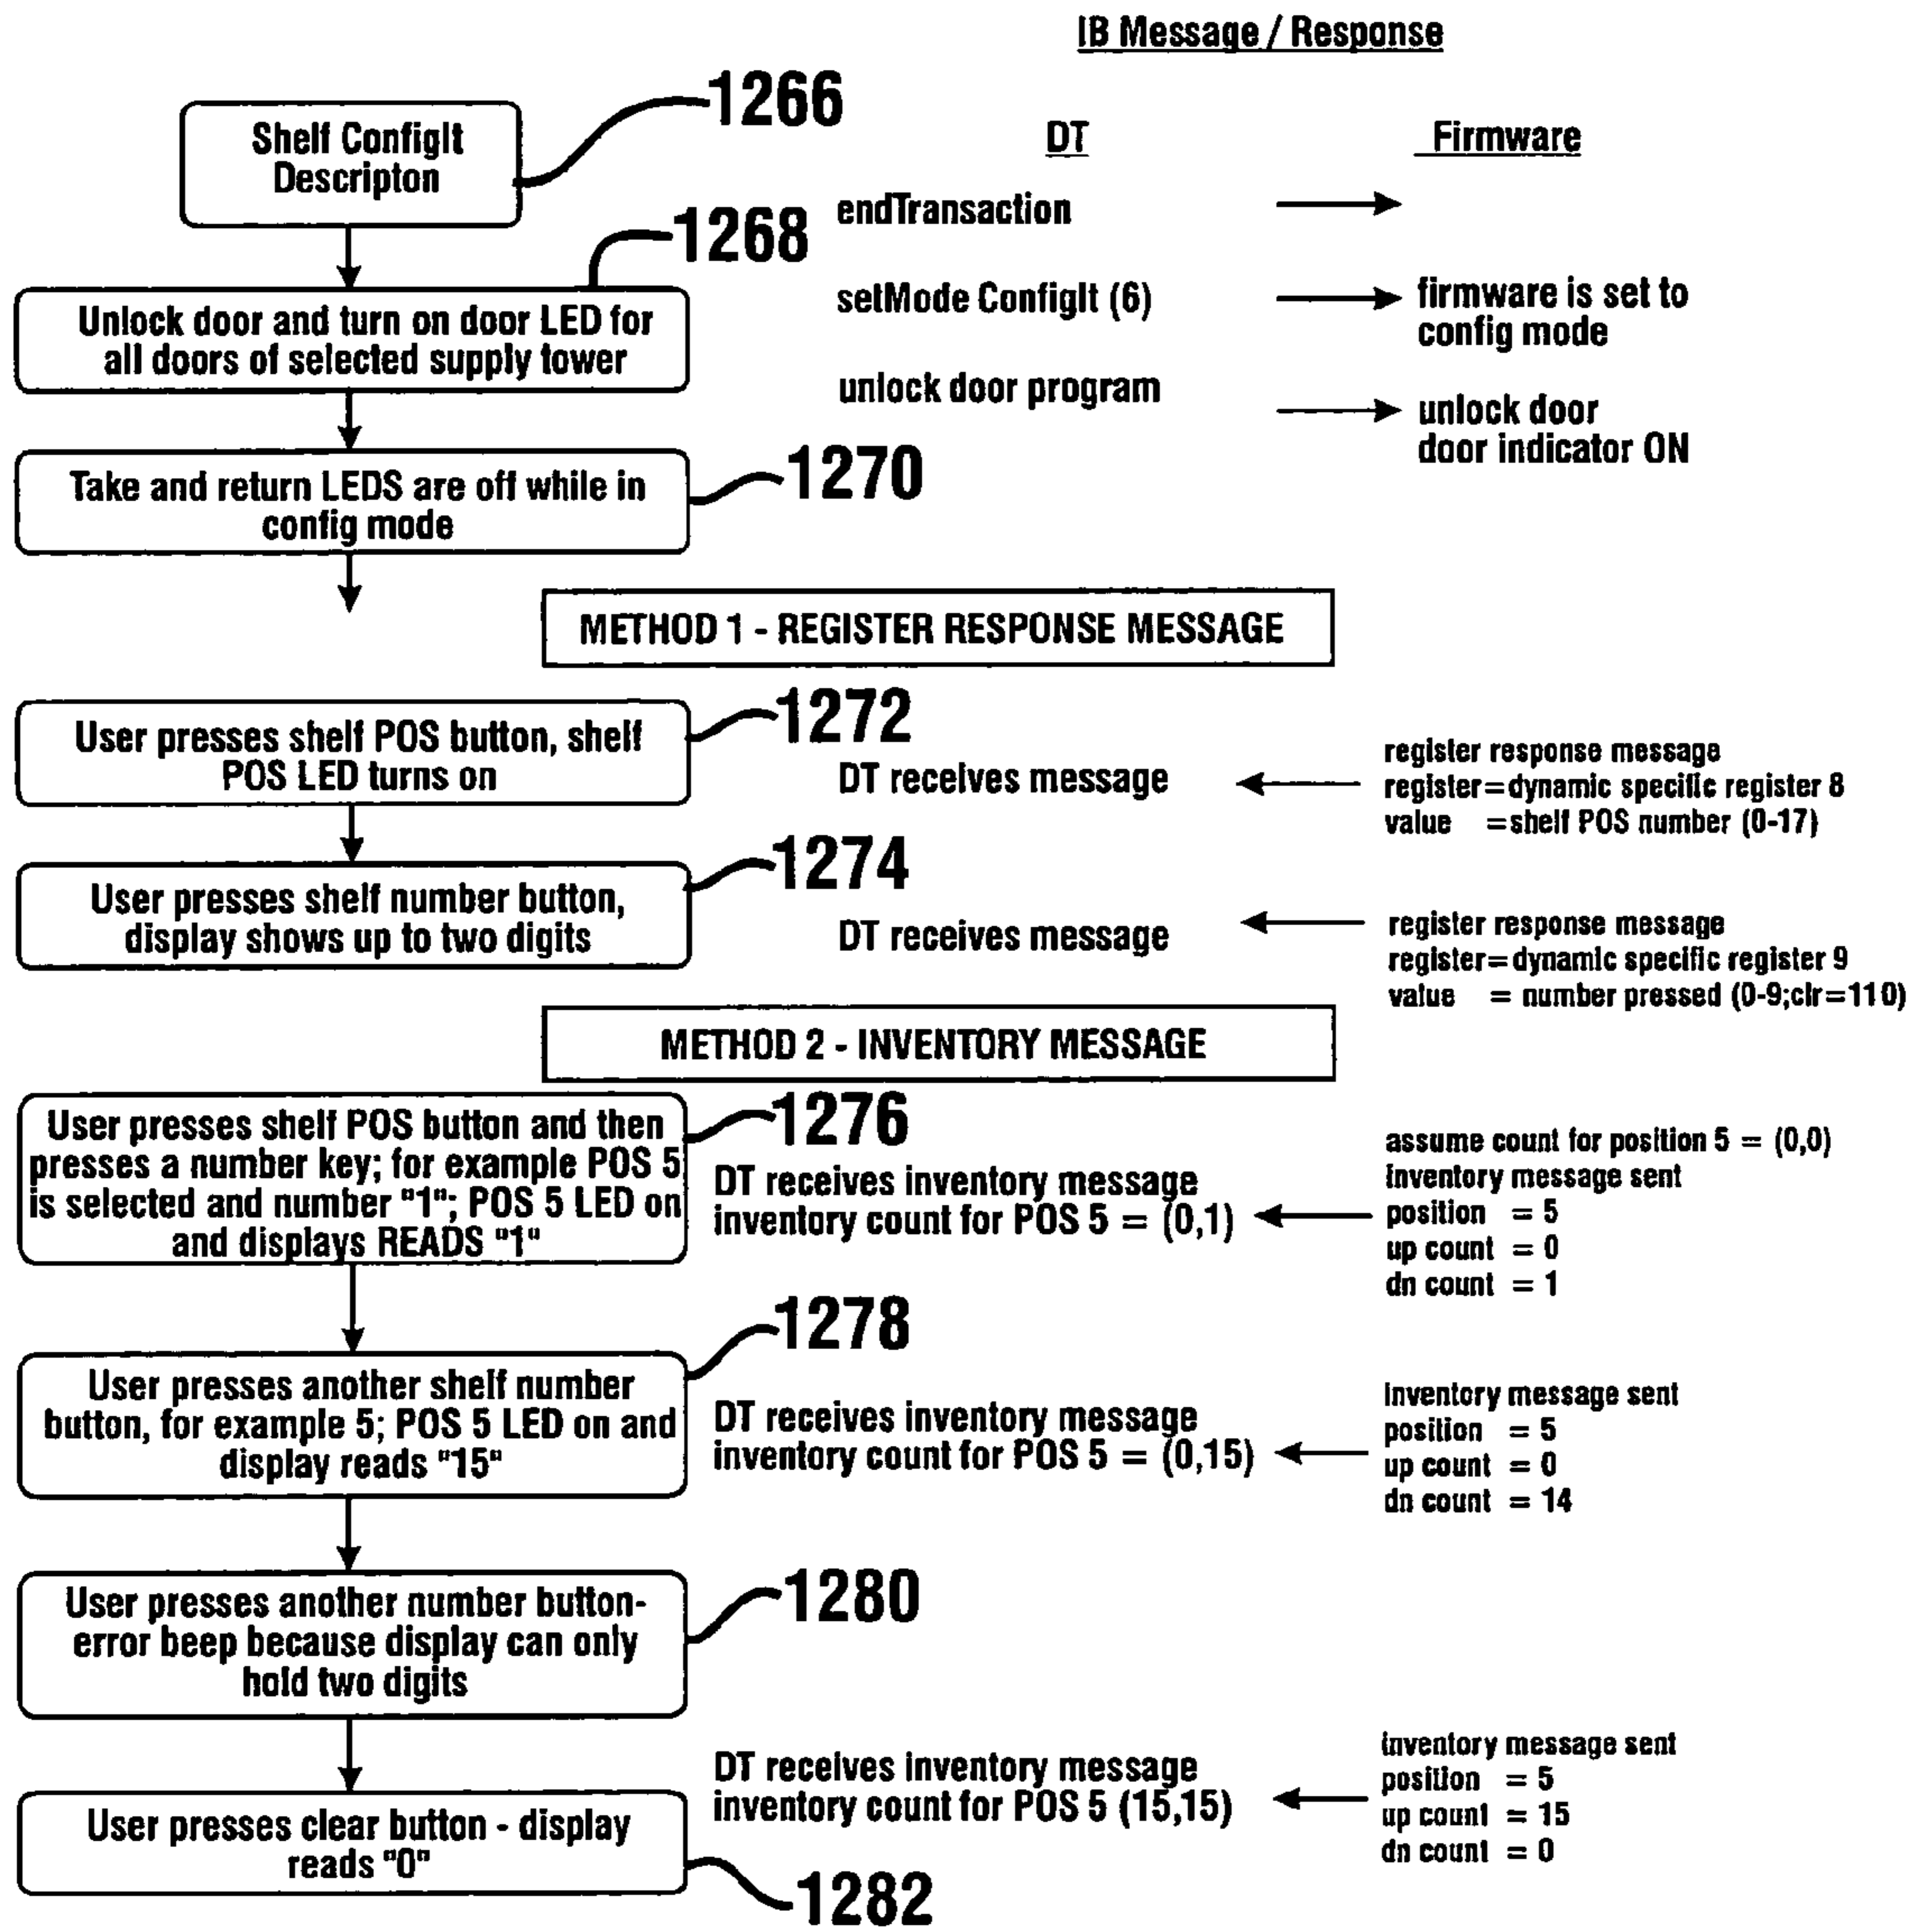 IB Message / Response
1266
Shelf ConfigIt
Descripton
DT
Firmware
endTransaction
1268
Unlock door and turn on door LED for
all doors of selected supply tower
setMode ConfigIt (6)
firmware is set to
config mode
unlock door program
unlock door
door indicator ON
1270
Take and return LEDS are off while in
config mode
METHOD 1 - REGISTER RESPONSE MESSAGE
1272
User presses shelf POS button, shelf
POS LED turns on
DT receives message
register response message
register=dynamic specific register 8
value =shelf POS number (0-17)
1274
User presses shelf number button,
display shows up to two digits
DT receives message
register response message
register=dynamic specific register 9
value = number pressed (0-9;clr=110)
METHOD 2 - INVENTORY MESSAGE
1276
User presses shelf POS button and then
presses a number key; for example POS 5
is selected and number "1"; POS 5 LED on
and displays READS "1"
DT receives inventory message
inventory count for POS 5 = (0,1)
assume count for position 5 = (0,0)
inventory message sent
position = 5
up count = 0
dn count = 1
1278
User presses another shelf number
button, for example 5; POS 5 LED on and
display reads "15"
DT receives inventory message
inventory count for POS 5 = (0,15)
inventory message sent
position = 5
up count = 0
dn count = 14
1280
User presses another number button-
error beep because display can only
hold two digits
DT receives inventory message
inventory count for POS 5 (15,15)
inventory message sent
position = 5
up count = 15
dn count = 0
User presses clear button - display
reads "0"
1282